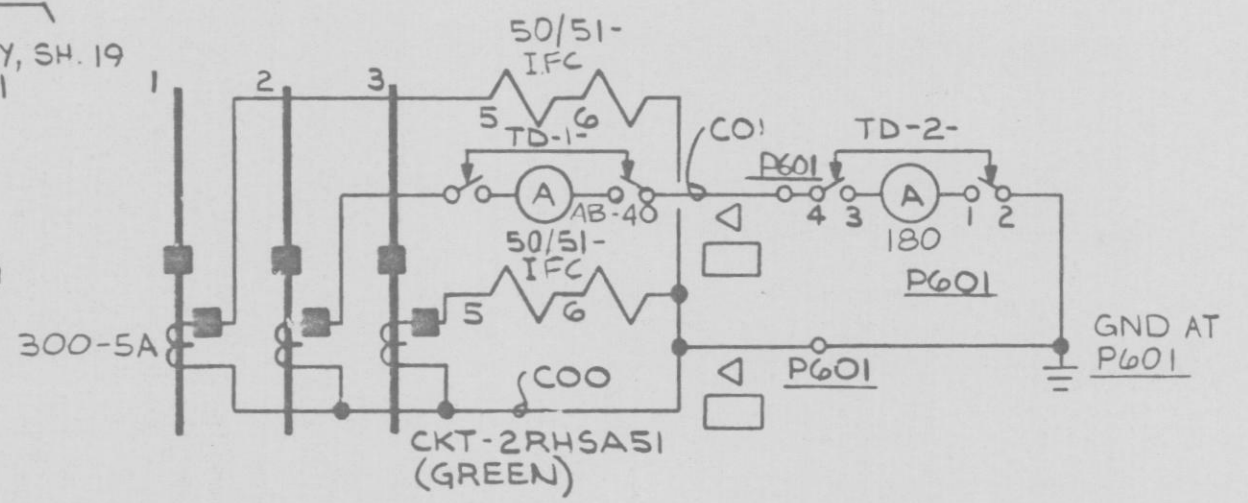 Y, SH. 19
1
1
2
3
50/51-
IFC
5
6
TD-1-
A
AB-40
CO1
P601
TD-2-
4
3
A
1
2
180
P601
50/51-
IFC
5
6
300-5A
COO
P601
GND AT
P601
CKT-2RHSA51
(GREEN)